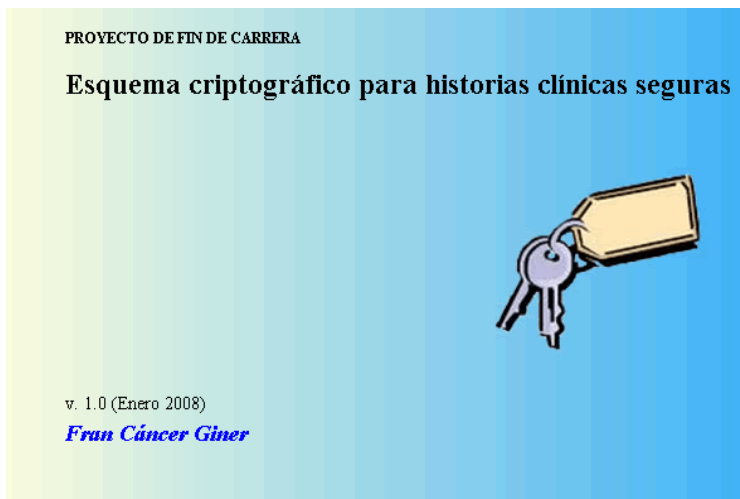 PROYECTO DE FIN DE CARRERA
Esquema criptográfico para historias clínicas seguras
v. 1.0 (Enero 2008)
Fran Cáncer Giner